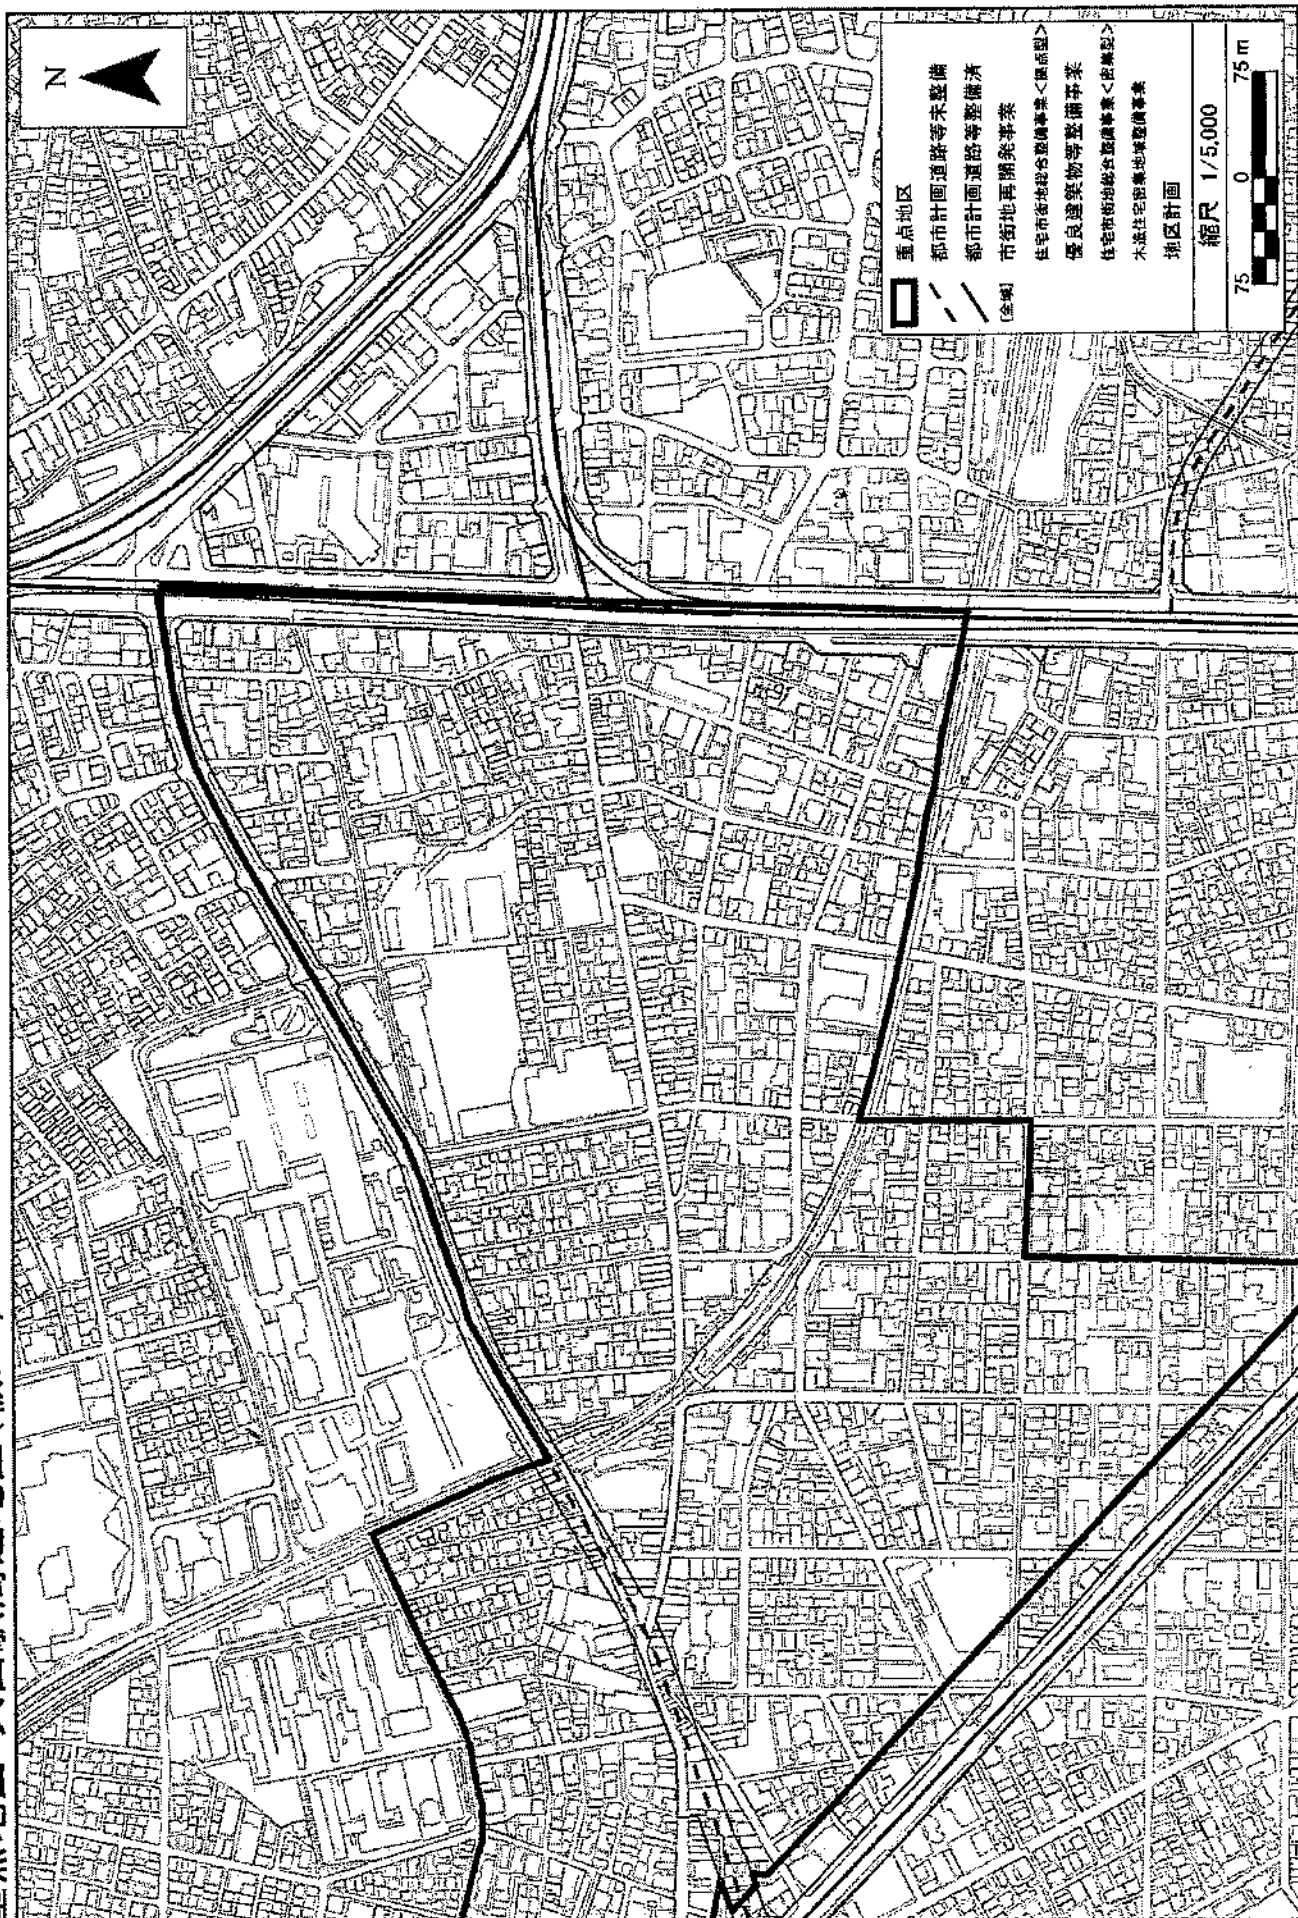 N
重点地区
都市計画道路等未整備
都市計画道路等整備済
[全域] 市街地再開発事業
住宅市街地総合整備事業<拠点型>
優良建築物等整備事業
住宅市街地総合整備事業<密集型>
木造住宅密集地域整備事業
地区計画
縮尺 1/5,000
75 0 75m